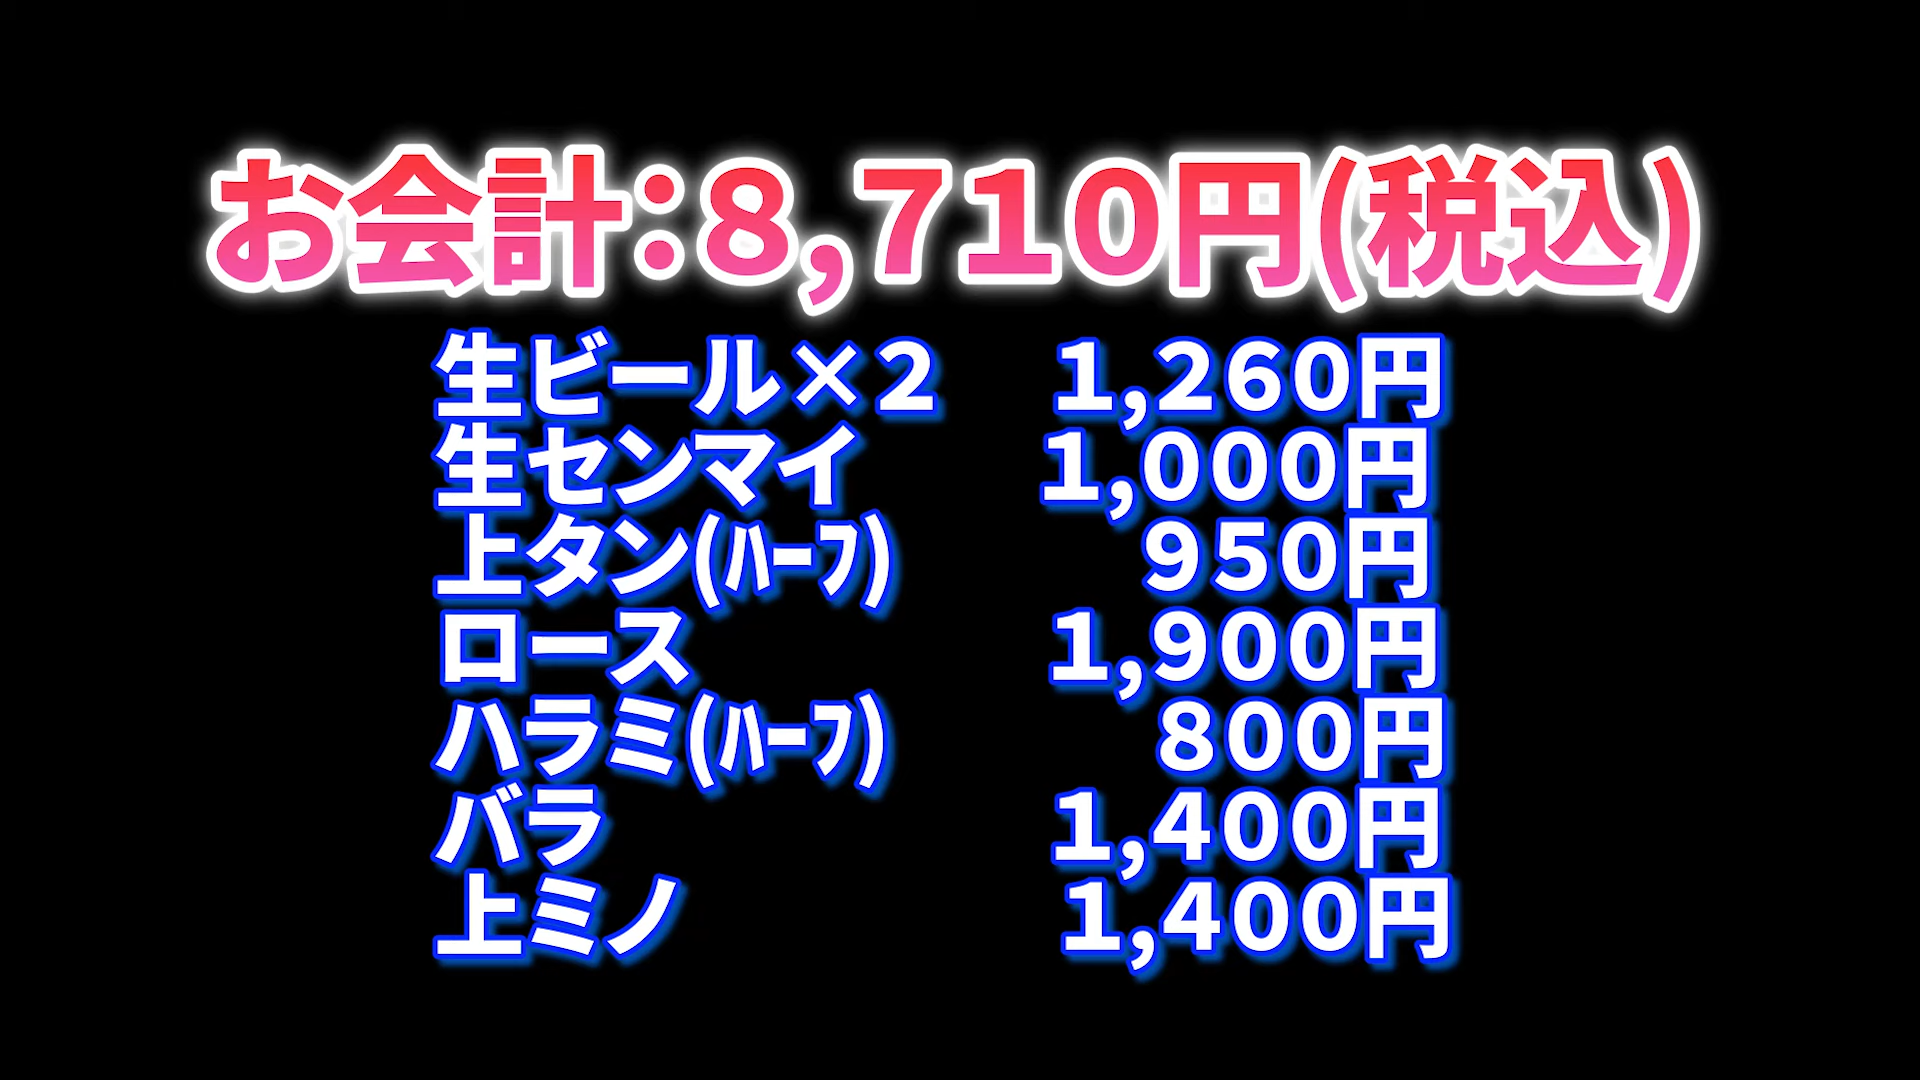 お会計:8,710円(税込)
生ビール×2 1,260円
生センマイ 1,000円
上タン(ﾊｰﾌ) 950円
ロース 1,900円
ハラミ(ﾊｰﾌ) 800円
バラ 1,400円
上ミノ 1,400円